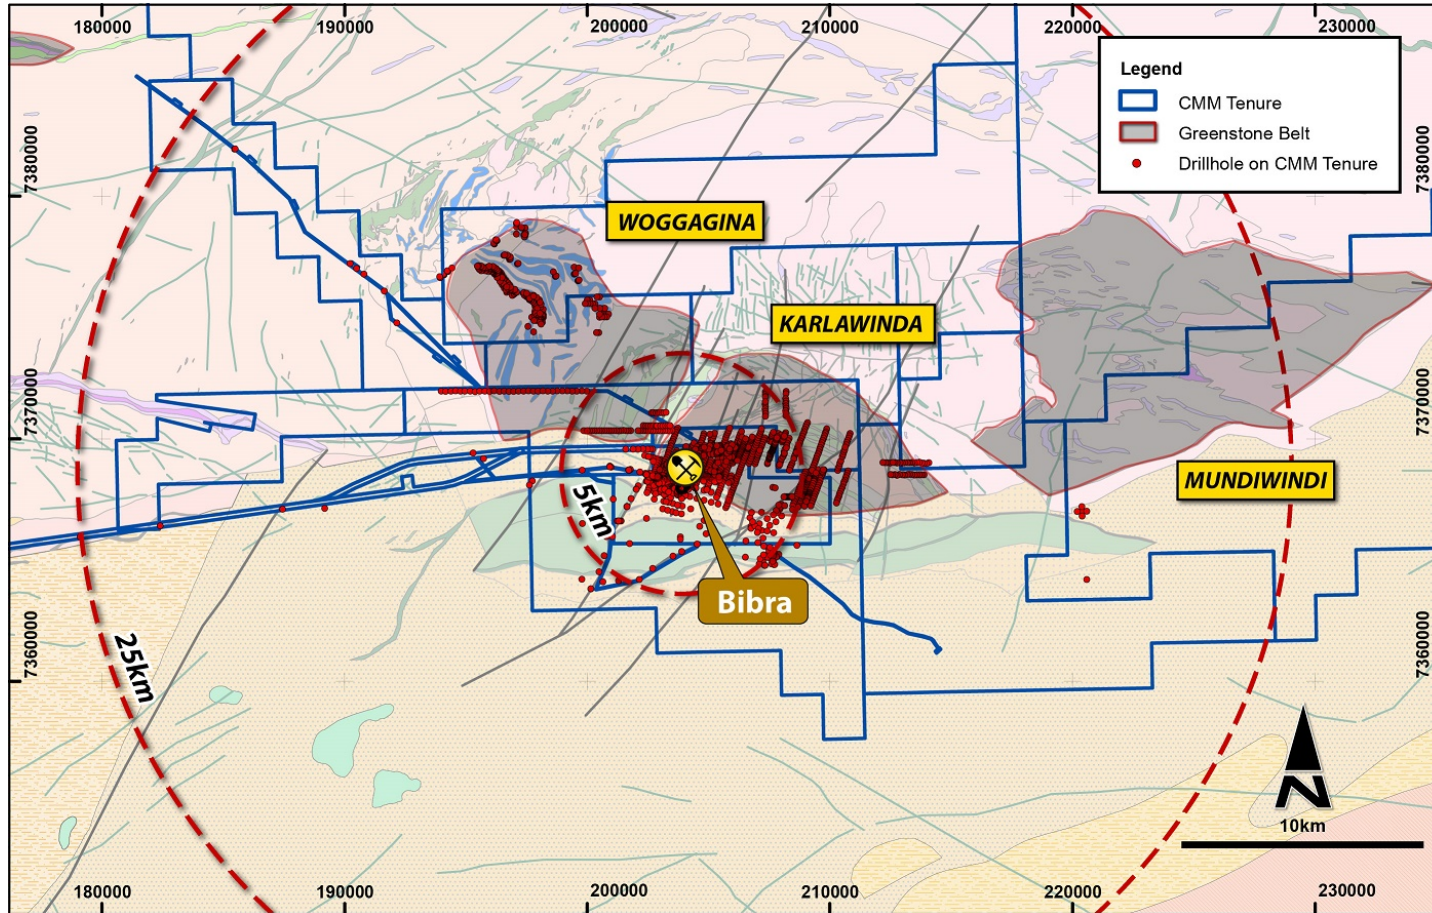 180000
190000
200000
210000
220000
230000
Legend
CMM Tenure
Greenstone Belt
Drillhole on CMM Tenure
7380000
7380000
WOGGAGINA
KARLAWINDA
7370000
7370000
MUNDIWINDI
5km
Bibra
7360000
7360000
25km
N
10km
180000
190000
200000
210000
220000
230000